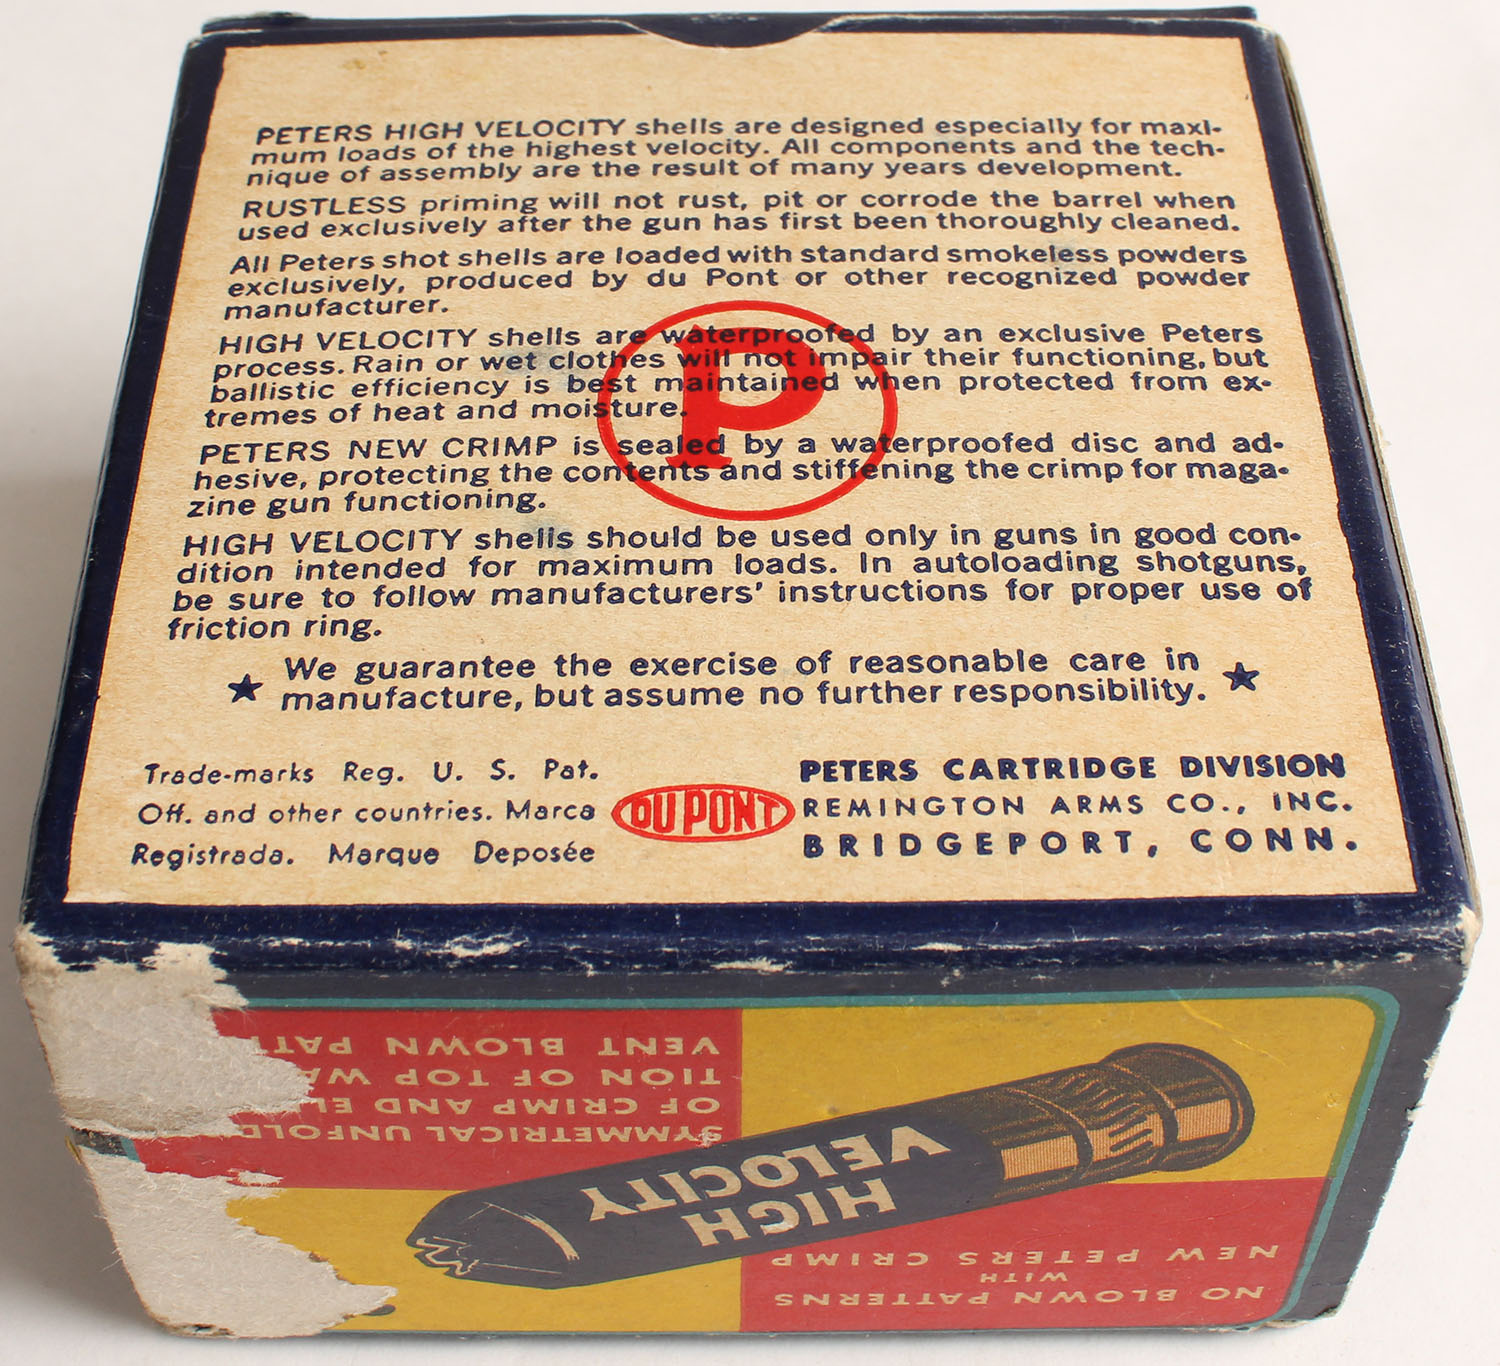 PETERS HIGH VELOCITY shells are designed especially for maxi-
mum loads of the highest velocity. All components and the tech-
nique of assembly are the result of many years development.
RUSTLESS priming will not rust, pit or corrode the barrel when
used exclusively after the gun has first been thoroughly cleaned.
All Peters shot shells are loaded with standard smokeless powders
exclusively, produced by du Pont or other recognized powder
manufacturer.
HIGH VELOCITY shells are waterproofed by an exclusive Peters
process. Rain or wet clothes will not impair their functioning, but
ballistic efficiency is best maintained when protected from ex-
tremes of heat and moisture.
P
PETERS NEW CRIMP is sealed by a waterproofed disc and ad-
hesive, protecting the contents and stiffening the crimp for maga-
zine gun functioning.
HIGH VELOCITY shells should be used only in guns in good con-
dition intended for maximum loads. In autoloading shotguns,
be sure to follow manufacturers' instructions for proper use of
friction ring.
We guarantee the exercise of reasonable care in
manufacture, but assume no further responsibility.
Trade-marks Reg. U. S. Pat.
Off. and other countries. Marca
Registrada. Marque Deposée
DU PONT
PETERS CARTRIDGE DIVISION
REMINGTON ARMS CO., INC.
BRIDGEPORT, CONN.
NO BLOWN PATTERNS
WITH
NEW PETERS CRIMP
HIGH
VELOCITY
SYMMETRICAL UNFOLD
OF CRIMP AND
TION OF TOP
VENT BLOWN